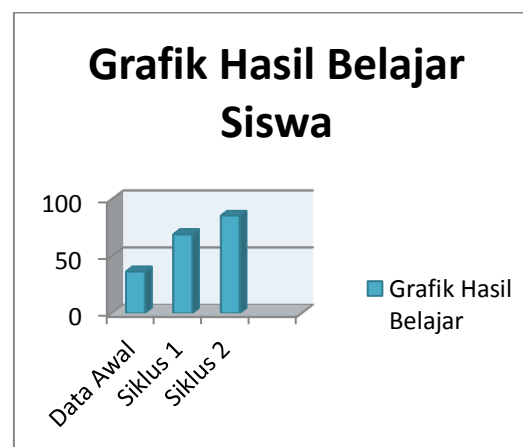 Grafik Hasil Belajar
Siswa
100
50
0
Data Awal
Siklus 1
Siklus 2
Grafik Hasil
Belajar